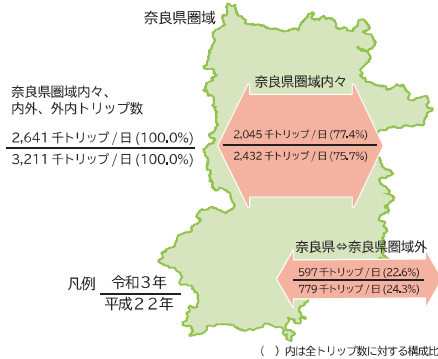 奈良県圏域
奈良県圏域内々、
内外、外内トリップ数
2,641 千トリップ / 日 (100.0%)
3,211 千トリップ / 日 (100.0%)
奈良県圏域内々
2,045 千トリップ / 日 (77.4%)
2,432 千トリップ / 日 (75.7%)
奈良県⇔奈良県圏域外
597 千トリップ / 日 (22.6%)
779 千トリップ / 日 (24.3%)
凡例 令和３年
平成２２年
（　）内は全トリップ数に対する構成比